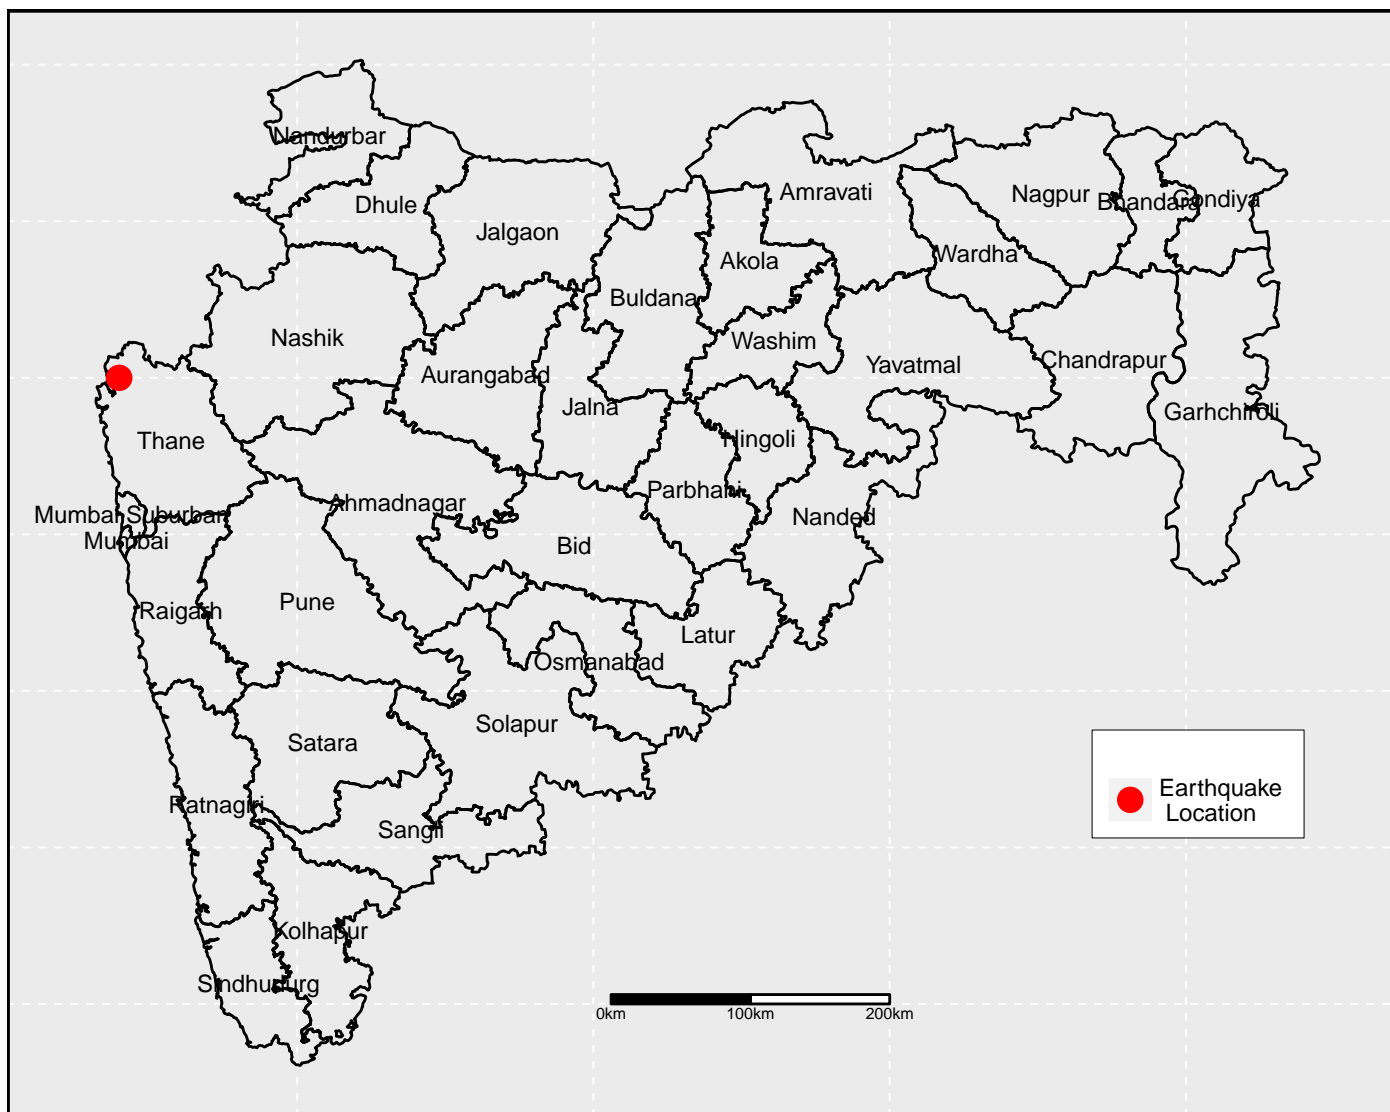 Nandurbar
Dhule
Jalgaon
Amravati
Nagpur
Bhandara
Gondiya
Akola
Wardha
Buldana
Nashik
Washim
Aurangabad
Yavatmal
Chandrapur
Jalna
Garhchiroli
Thane
Hingoli
Parbhani
Ahmadnagar
Mumbai Suburban
Nanded
Mumbai
Bid
Pune
Raigarh
Latur
Osmanabad
Solapur
Satara
Ratnagiri
Sangli
Kolhapur
Sindhudurg
Earthquake
Location
0km
100km
200km